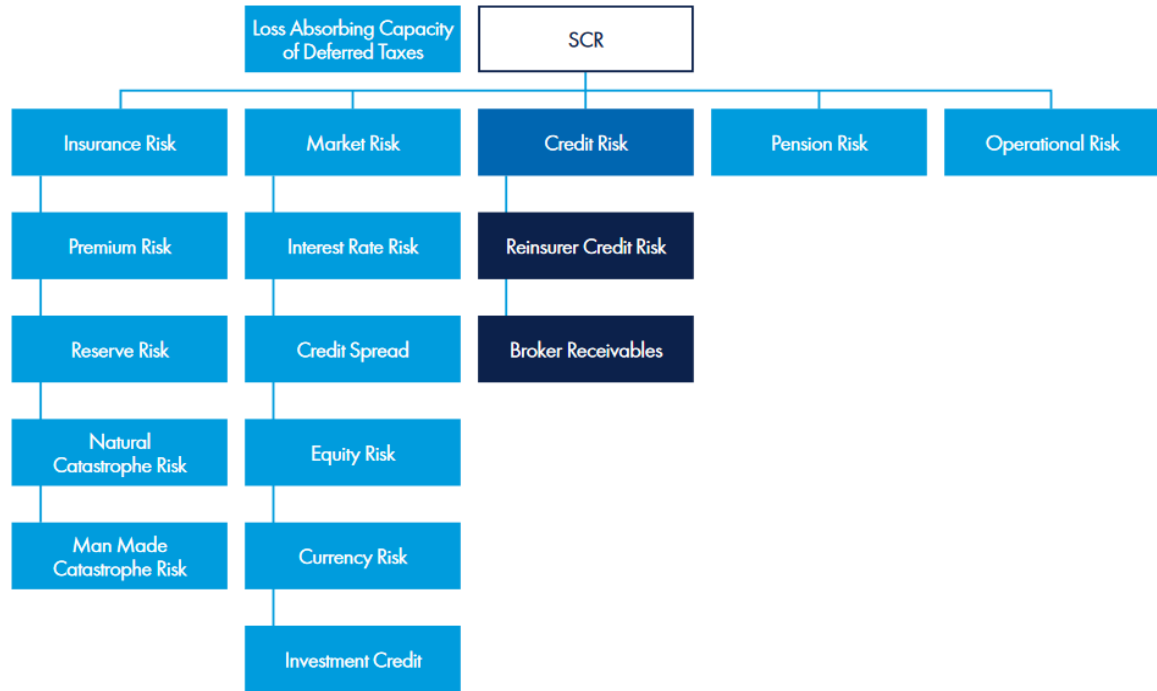 Loss Absorbing Capacity
of Deferred Taxes
SCR
Insurance Risk
Market Risk
Credit Risk
Pension Risk
Operational Risk
Premium Risk
Interest Rate Risk
Reinsurer Credit Risk
Reserve Risk
Credit Spread
Broker Receivables
Natural
Catastrophe Risk
Equity Risk
Man Made
Catastrophe Risk
Currency Risk
Investment Credit